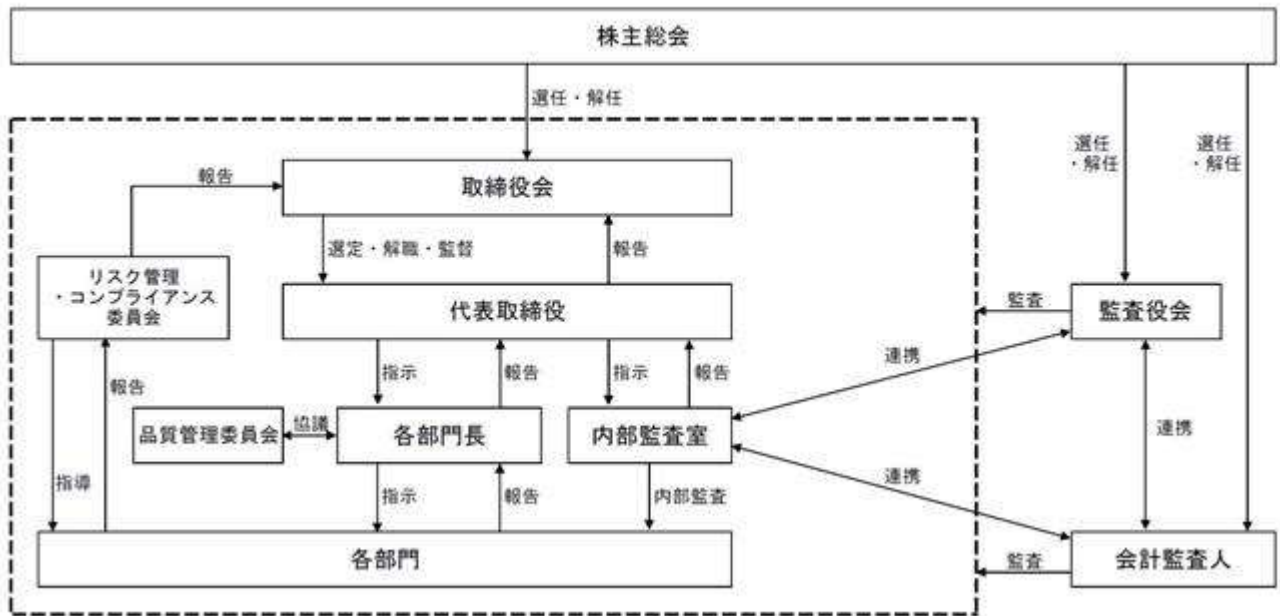 株主総会
選任・解任
選任
・解任
選任
・解任
報告
取締役会
選定・解職・監督
報告
リスク管理
・コンプライアンス
委員会
代表取締役
監査
監査役会
指示
報告
指示
報告
連携
報告
品質管理委員会
協議
各部門長
内部監査室
連携
指導
指示
報告
内部監査
連携
各部門
監査
会計監査人